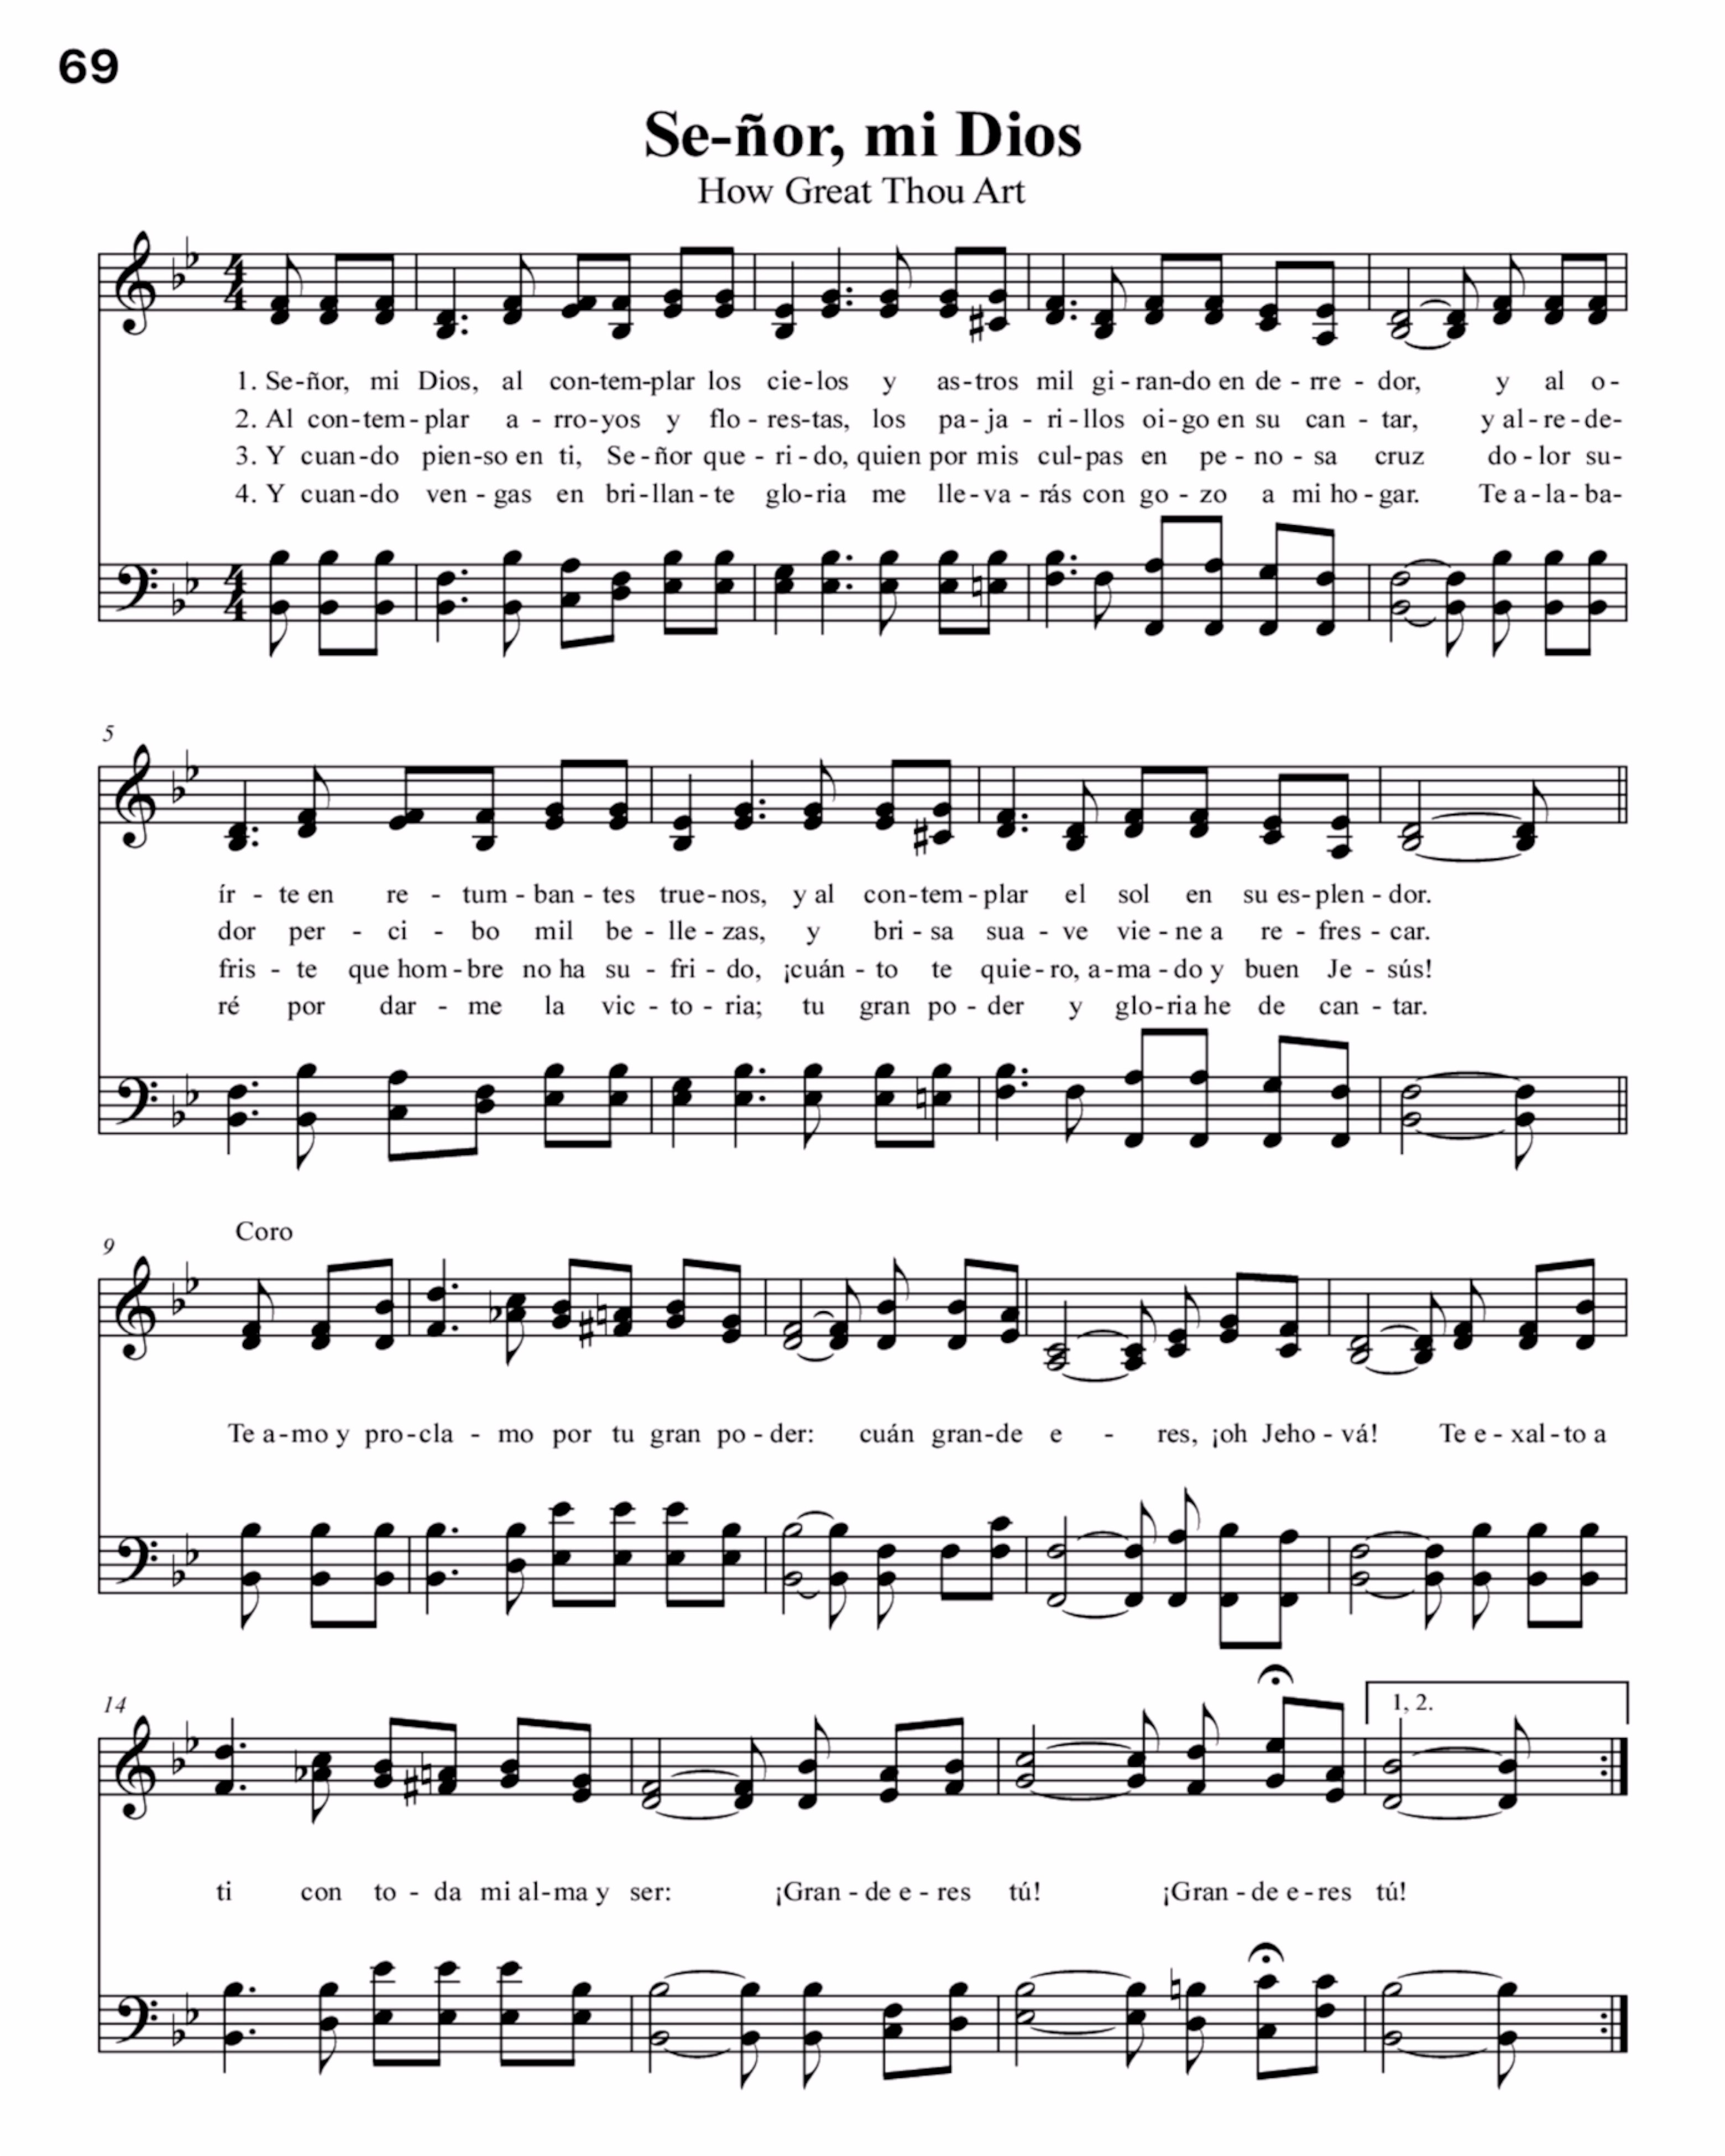 69
Se-ñor, mi Dios
How Great Thou Art
1. Se-ñor, mi Dios, al con-tem-plar los cie-los y as-tros mil gi-ran-do en de-rre-dor, y al o-
2. Al con-tem-plar a-rro-yos y flo-res-tas, los pa-ja-ri-llos oi-go en su can-tar, y al-re-de-
3. Y cuan-do pien-so en ti, Se-ñor que-ri-do, quien por mis cul-pas en pe-no-sa cruz do-lor su-
4. Y cuan-do ven-gas en bri-llan-te glo-ria me lle-va-rás con go-zo a mi ho-gar. Te a-la-ba-
5
ír-te en re-tum-ban-tes true-nos, y al con-tem-plar el sol en su es-plen-dor.
dor per-ci-bo mil be-lle-zas, y bri-sa sua-ve vie-ne a re-fres-car.
fris-te que hom-bre no ha su-fri-do, ¡cuán-to te quie-ro, a-ma-do y buen Je-sús!
ré por dar-me la vic-to-ria; tu gran po-der y glo-ria he de can-tar.
Coro
9
Te a-mo y pro-cla-mo por tu gran po-der: cuán gran-de e-res, ¡oh Jeho-vá! Te e-xal-to a
14
1, 2.
ti con to-da mi al-ma y ser: ¡Gran-de e-res tú! ¡Gran-de e-res tú!